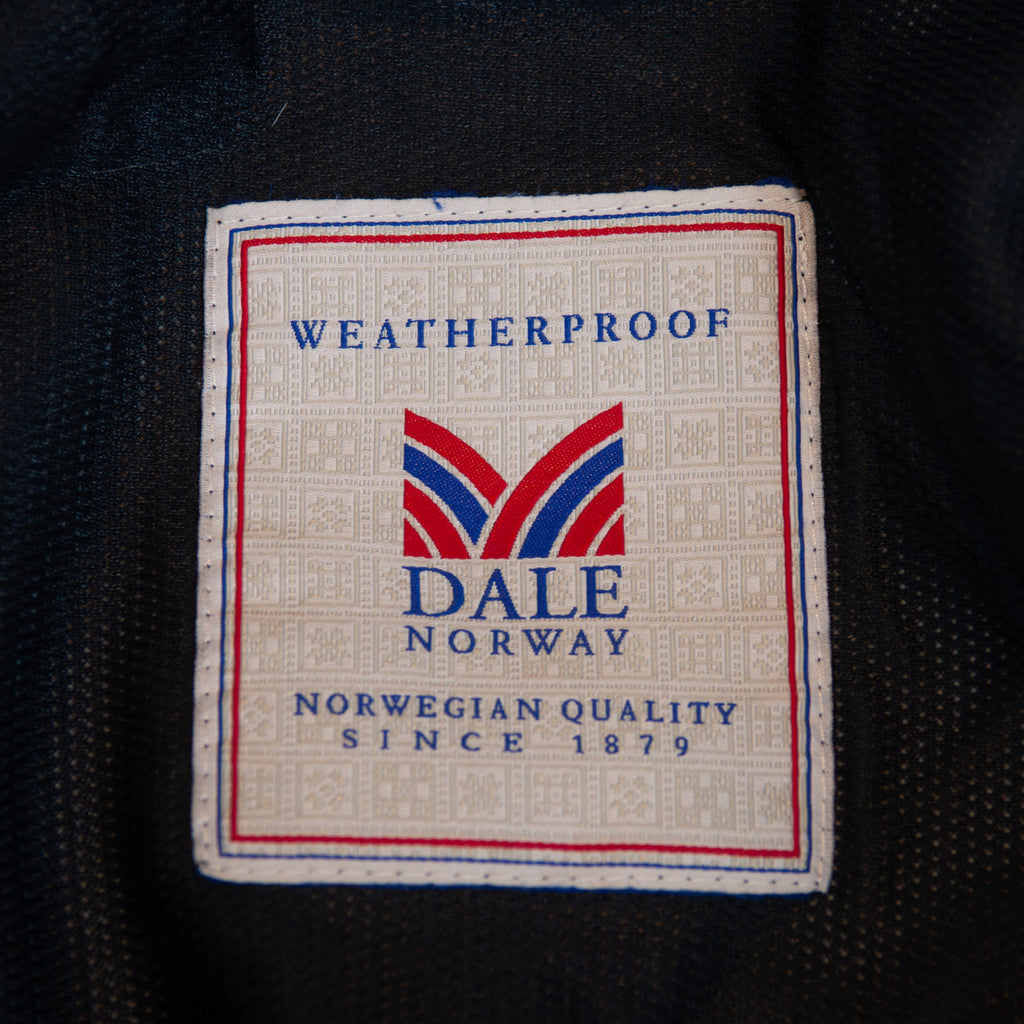 WEATHERPROOF
DALE
NORWAY
NORWEGIAN QUALITY
SINCE 1879